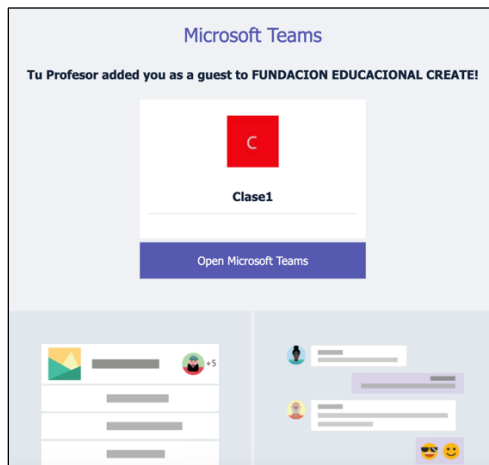 Microsoft Teams
Tu Profesor added you as a guest to FUNDACION EDUCACIONAL CREATE!
C
Clase1
Open Microsoft Teams
+5